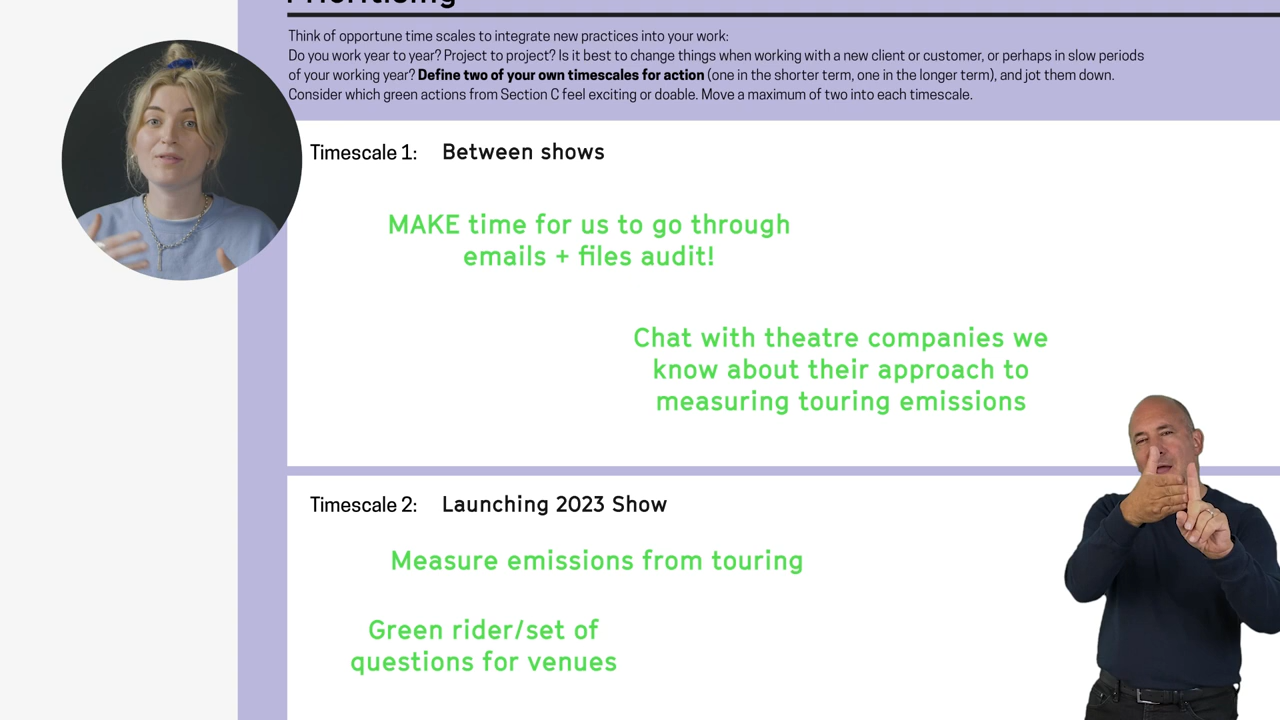 Prioritising
Think of opportune time scales to integrate new practices into your work:
Do you work year to year? Project to project? Is it best to change things when working with a new client or customer, or perhaps in slow periods
of your working year? Define two of your own timescales for action (one in the shorter term, one in the longer term), and jot them down.
Consider which green actions from Section C feel exciting or doable. Move a maximum of two into each timescale.
Timescale 1: Between shows
MAKE time for us to go through
emails + files audit!
Chat with theatre companies we
know about their approach to
measuring touring emissions
Timescale 2: Launching 2023 Show
Measure emissions from touring
Green rider/set of
questions for venues